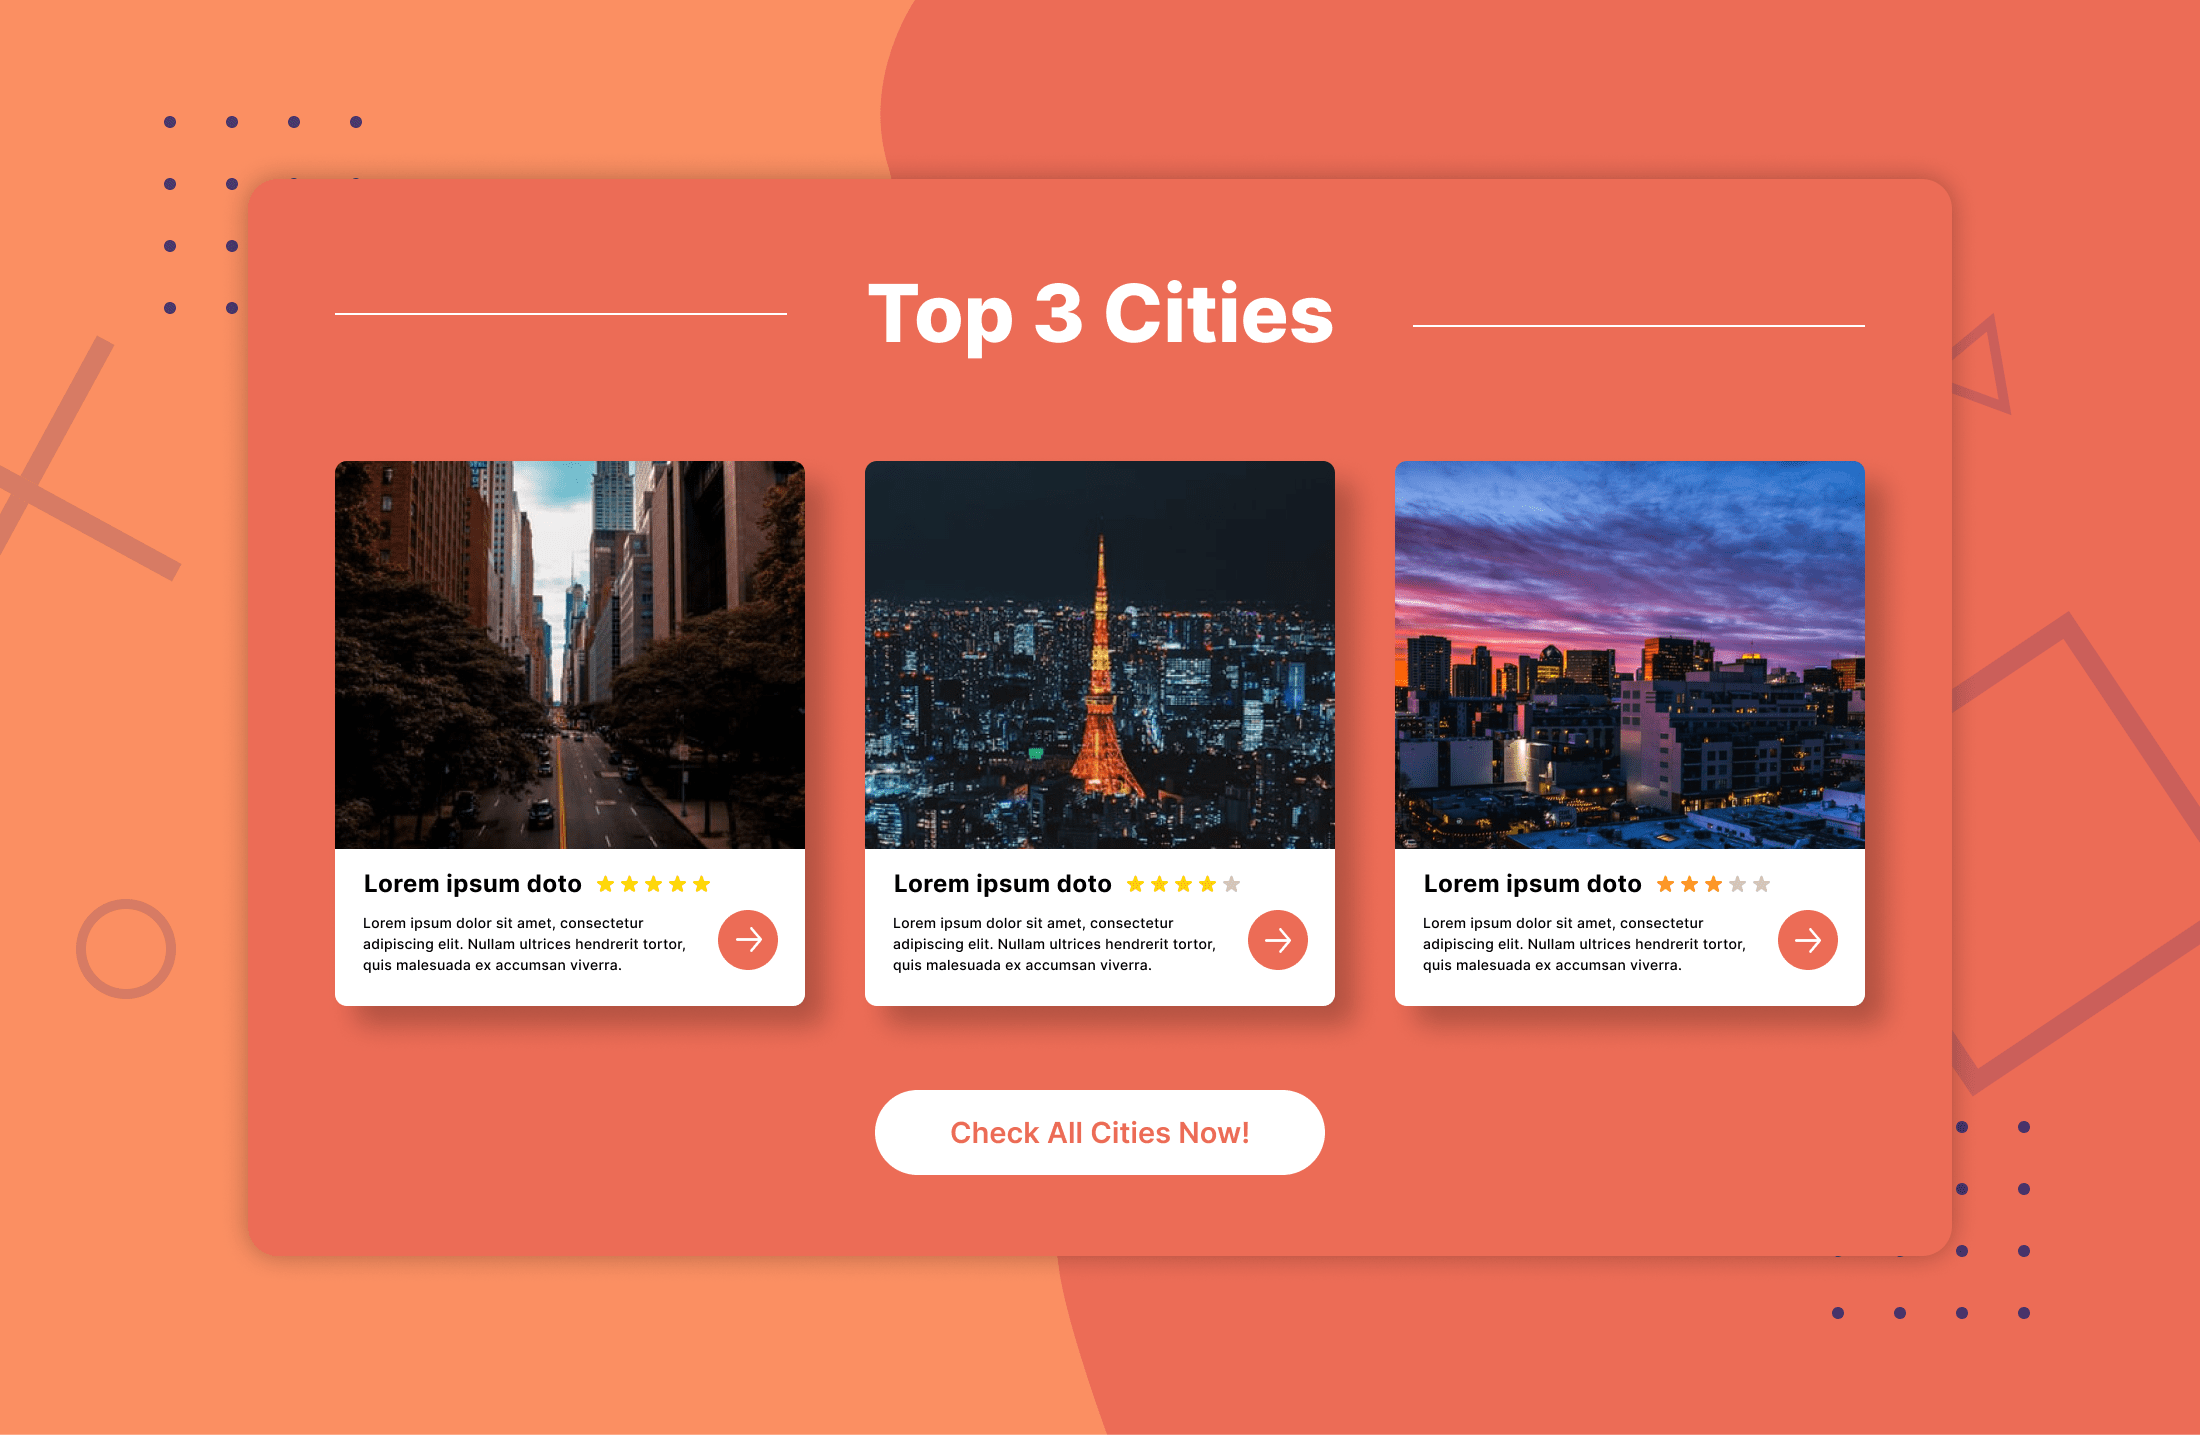 Top 3 Cities
Lorem ipsum doto
Lorem ipsum dolor sit amet, consectetur
adipiscing elit. Nullam ultrices hendrerit tortor,
quis malesuada ex accumsan viverra.
Lorem ipsum doto
Lorem ipsum dolor sit amet, consectetur
adipiscing elit. Nullam ultrices hendrerit tortor,
quis malesuada ex accumsan viverra.
Lorem ipsum doto
Lorem ipsum dolor sit amet, consectetur
adipiscing elit. Nullam ultrices hendrerit tortor,
quis malesuada ex accumsan viverra.
Check All Cities Now!